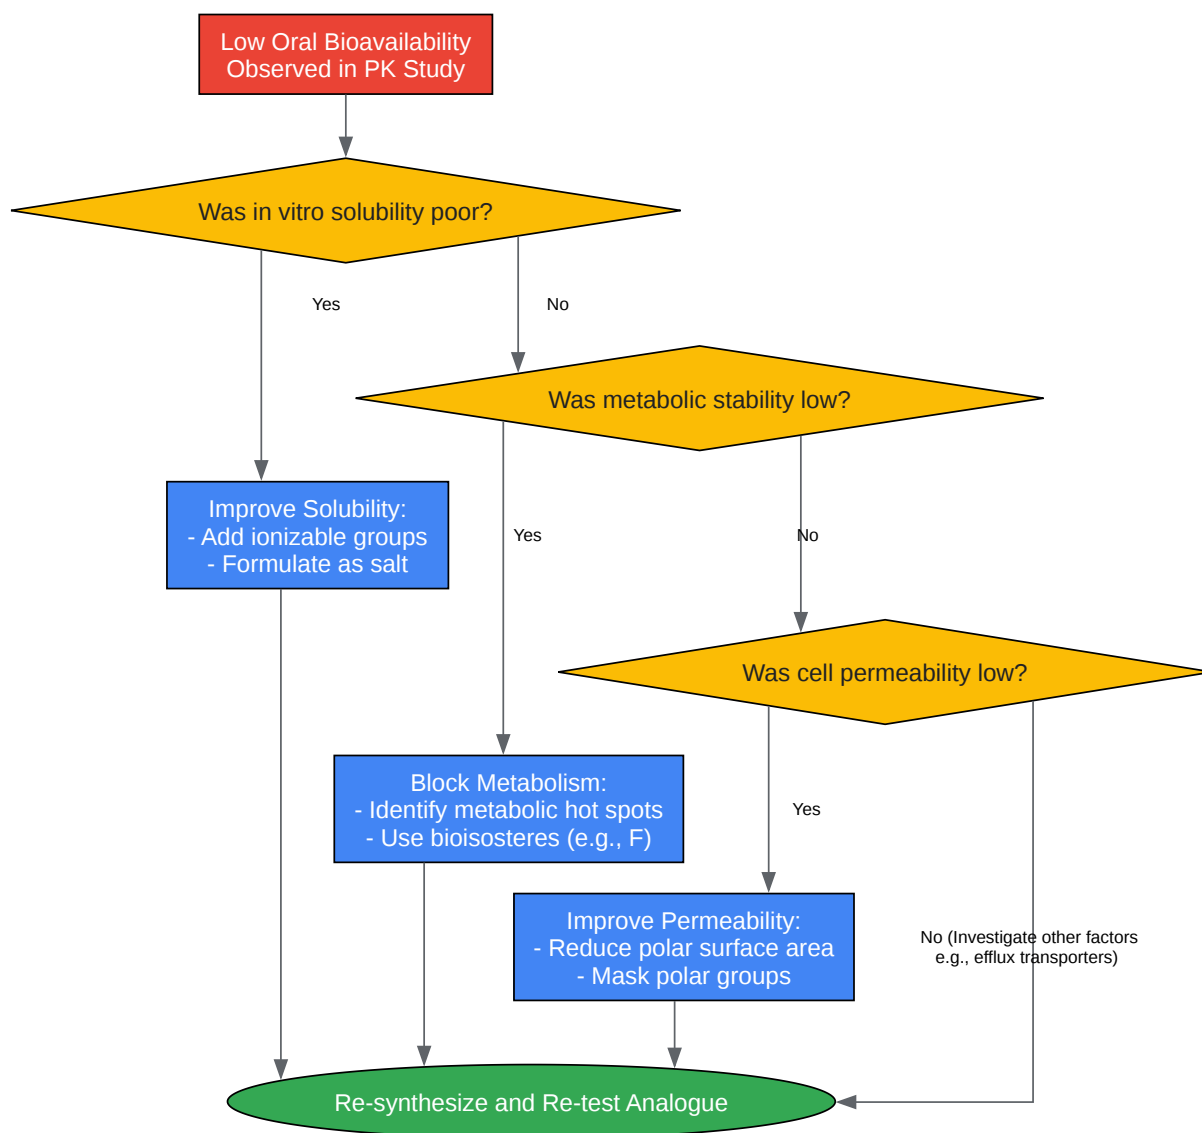 Low Oral Bioavailability
Observed in PK Study
Was in vitro solubility poor?
Yes
No
Was metabolic stability low?
Improve Solubility:
- Add ionizable groups
- Formulate as salt
Yes
No
Was cell permeability low?
Block Metabolism:
- Identify metabolic hot spots
- Use bioisosteres (e.g., F)
Yes
Improve Permeability:
- Reduce polar surface area
- Mask polar groups
No (Investigate other factors
e.g., efflux transporters)
Re-synthesize and Re-test Analogue